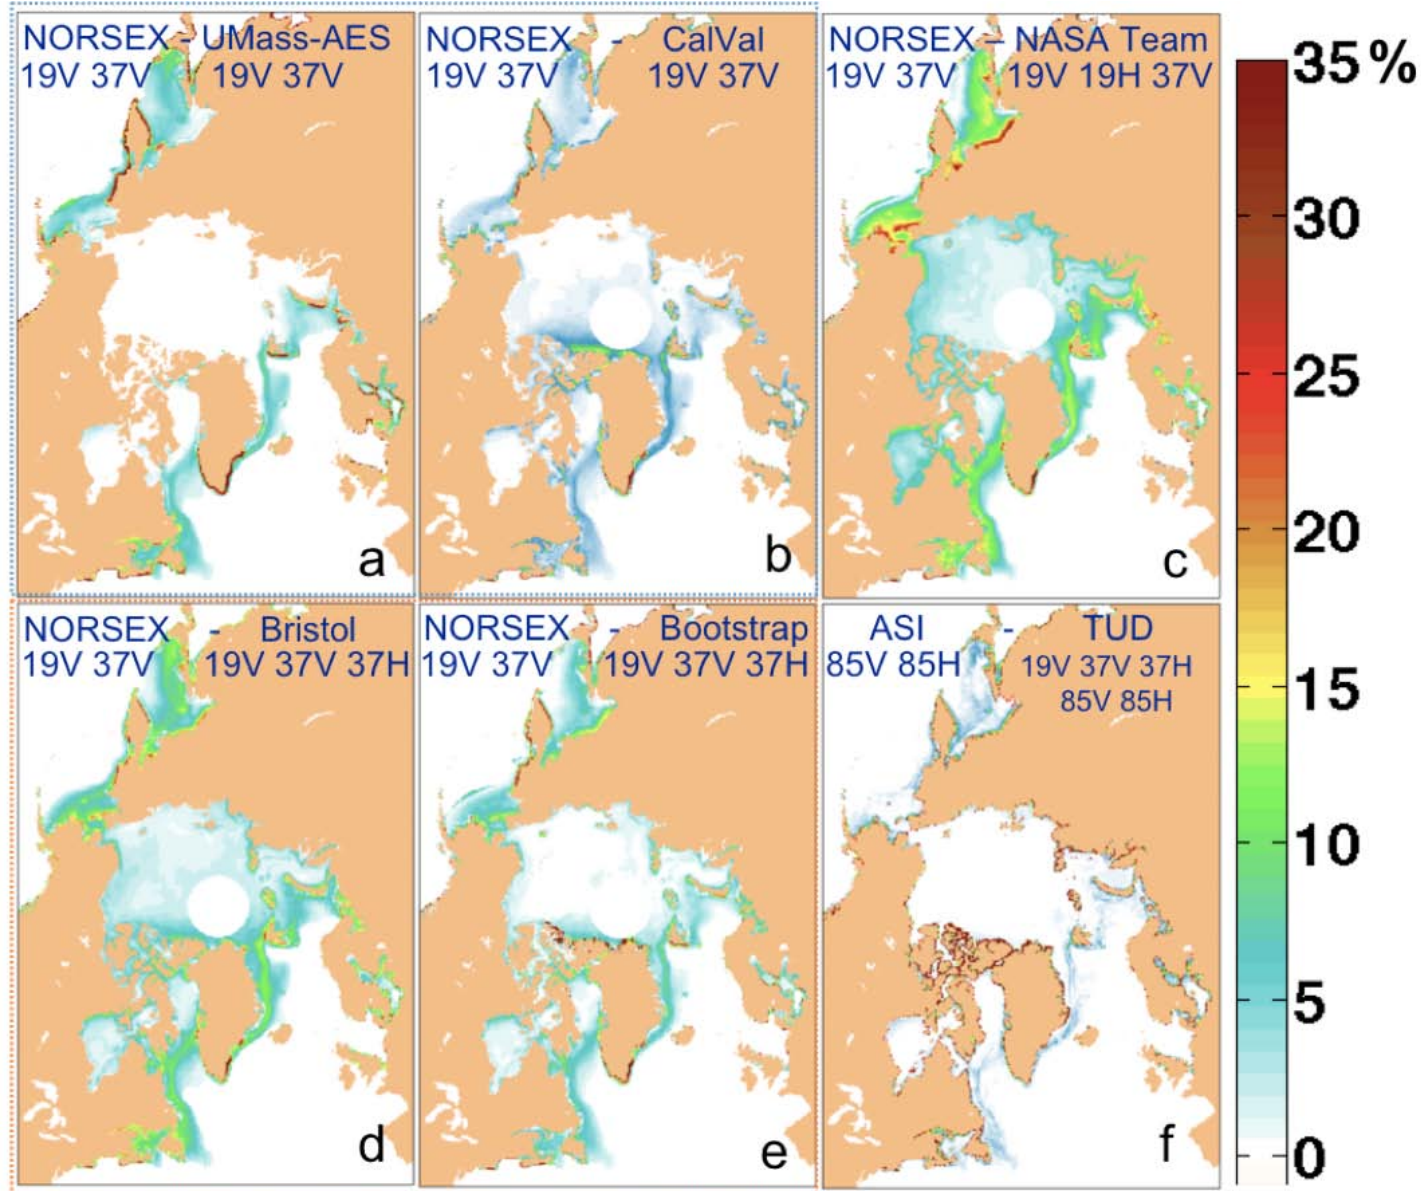 NORSEX - UMass-AES
19V 37V 19V 37V
a
NORSEX - CalVal
19V 37V 19V 37V
b
NORSEX – NASA Team
19V 37V 19V 19H 37V
c
NORSEX - Bristol
19V 37V 19V 37V 37H
d
NORSEX - Bootstrap
19V 37V 19V 37V 37H
e
ASI - TUD
85V 85H 19V 37V 37H
85V 85H
f
35 %
30
25
20
15
10
5
0